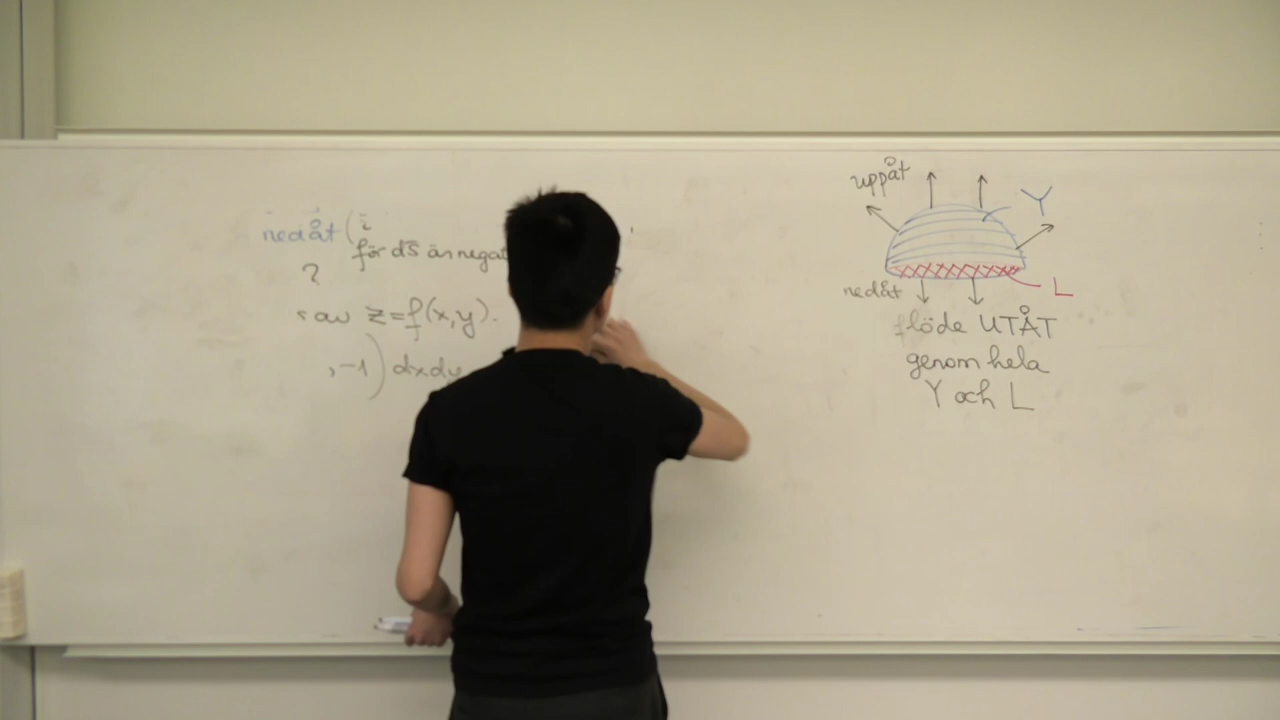 nedåt (
för dS är negat
?
av z=f(x,y).
,-1) dxdy
uppåt
Y
nedåt
L
flöde UTÅT
genom hela
Y och L